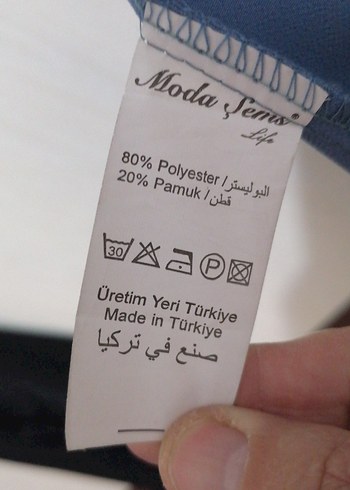 Moda Şems®
Life
80% Polyester / البوليستر
20% Pamuk / قطن
30 P
Üretim Yeri Türkiye
Made in Türkiye
صنع في تركيا